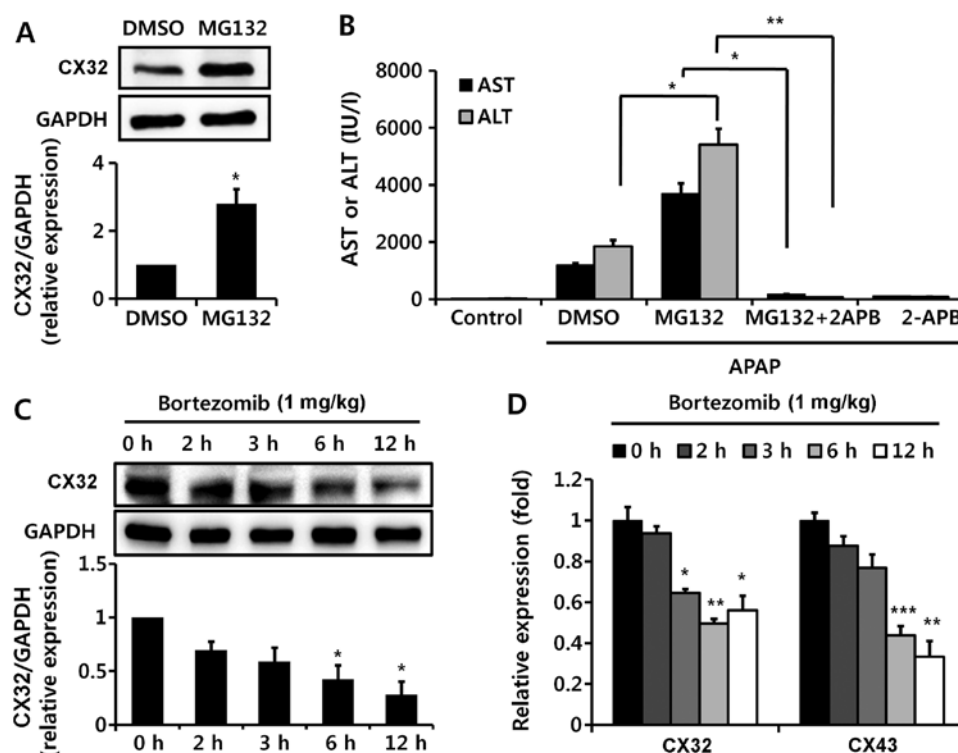 A
DMSO MG132
CX32
GAPDH
CX32/GAPDH
(relative expression)
4
2
0
*
DMSO MG132
B
AST or ALT (IU/l)
8000
6000
4000
2000
0
AST
ALT
*
*
**
Control DMSO MG132 MG132+2APB 2-APB
APAP
C
Bortezomib (1 mg/kg)
0 h 2 h 3 h 6 h 12 h
CX32
GAPDH
CX32/GAPDH
(relative expression)
1.5
1
0.5
0
* *
0 h 2 h 3 h 6 h 12 h
D
Bortezomib (1 mg/kg)
0 h 2 h 3 h 6 h 12 h
Relative expression (fold)
1.2
1
0.8
0.6
0.4
0.2
0
* ** * *** **
CX32 CX43